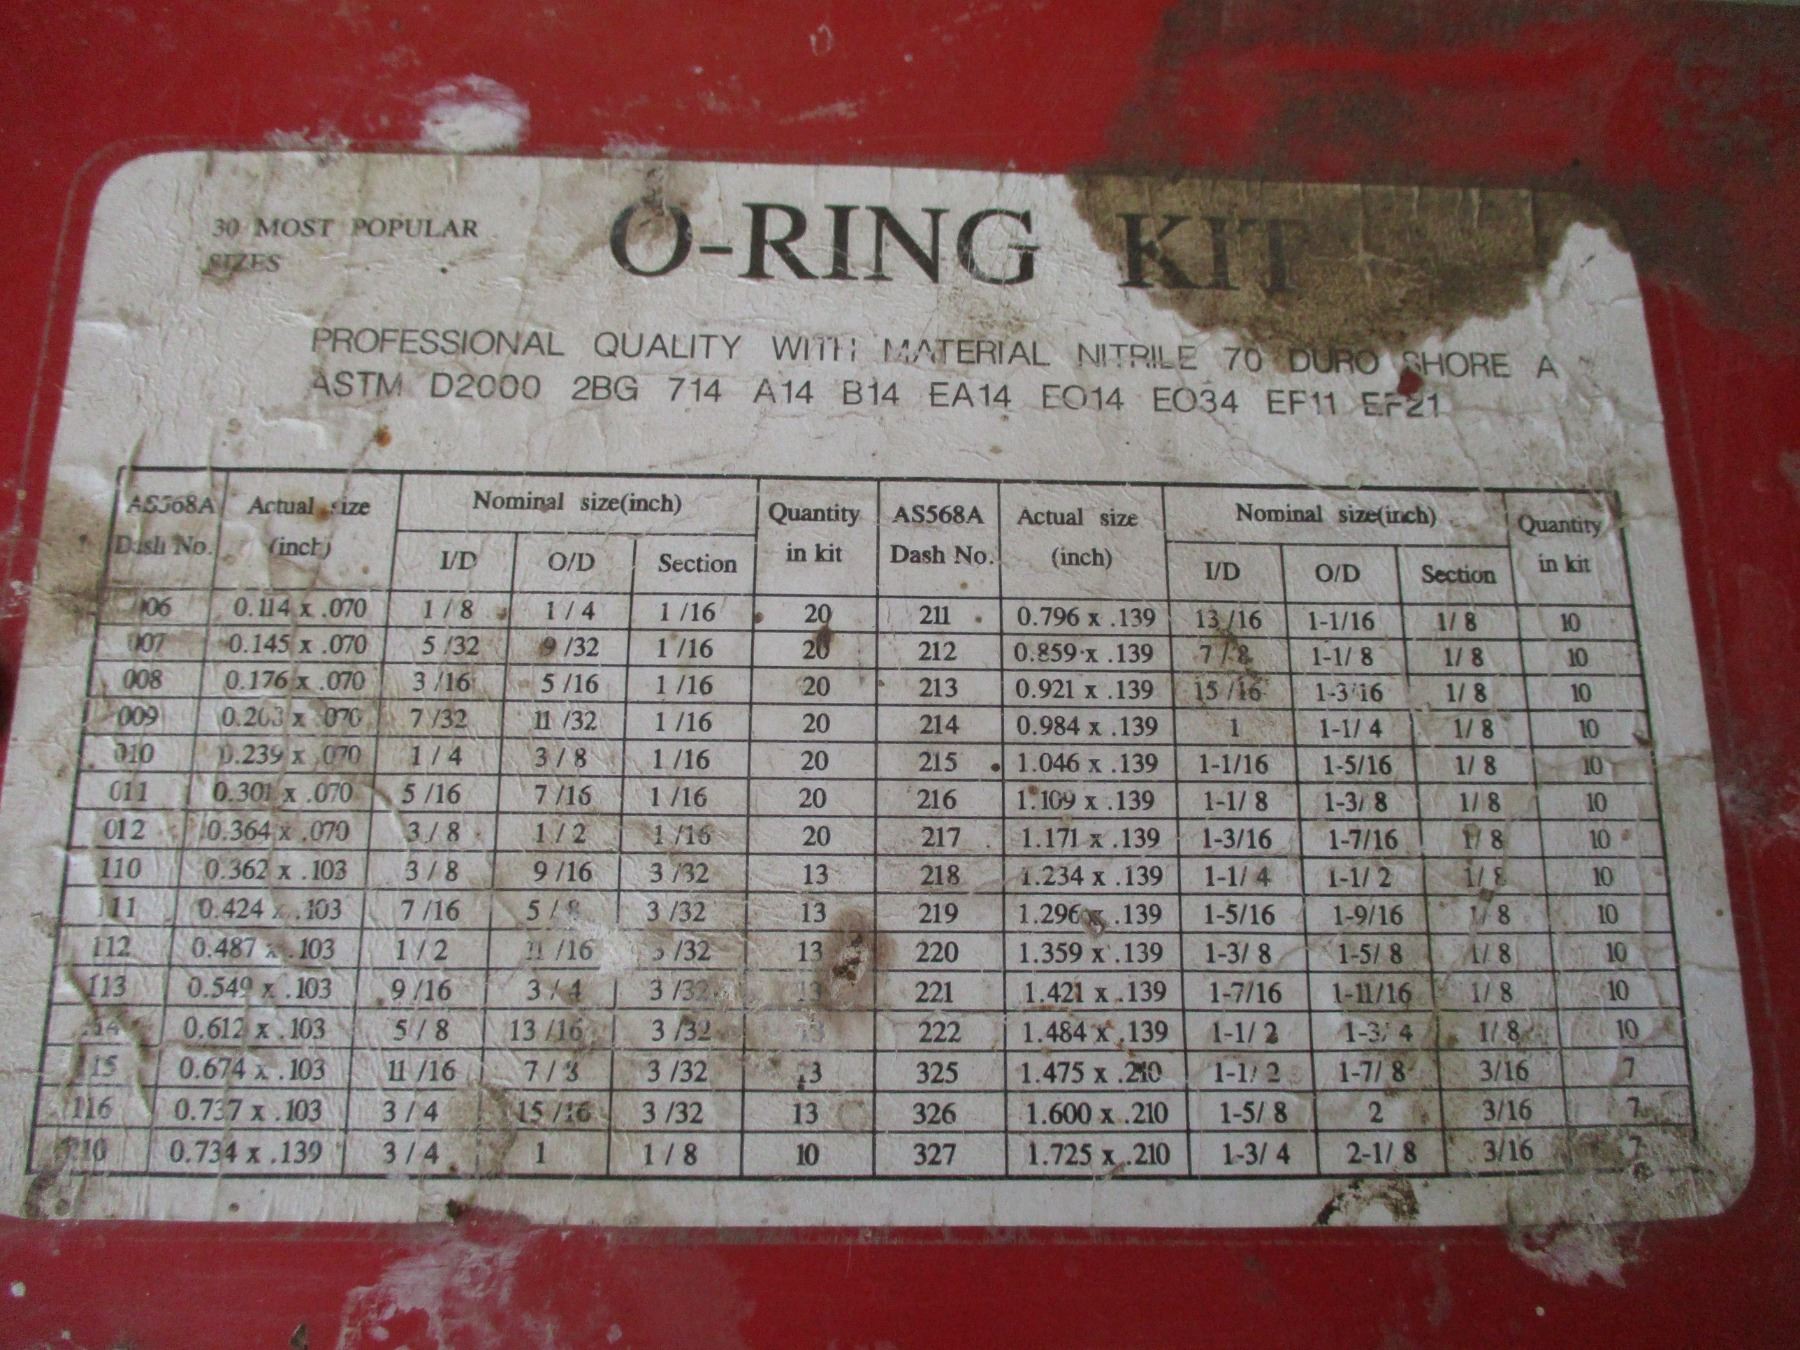 30 MOST POPULAR
SIZES
O-RING KIT
PROFESSIONAL QUALITY WITH MATERIAL NITRILE 70 DURO SHORE A
ASTM D2000 2BG 714 A14 B14 EA14 EO14 EO34 EF11 EF21
AS568A Actual size Nominal size(inch) Quantity AS568A Actual size Nominal size(inch) Quantity
Dash No. (inch) I/D O/D Section in kit Dash No. (inch) I/D O/D Section in kit
006 0.114 x .070 1 / 8 1 / 4 1 /16 20 211 0.796 x .139 13 /16 1-1/16 1/ 8 10
007 0.145 x .070 5 /32 9 /32 1 /16 20 212 0.859 x .139 7 / 8 1-1/ 8 1/ 8 10
008 0.176 x .070 3 /16 5 /16 1 /16 20 213 0.921 x .139 15 /16 1-3/16 1/ 8 10
009 0.203 x .070 7 /32 11 /32 1 /16 20 214 0.984 x .139 1 1-1/ 4 1/ 8 10
010 0.239 x .070 1 / 4 3 / 8 1 /16 20 215 1.046 x .139 1-1/16 1-5/16 1/ 8 10
011 0.301 x .070 5 /16 7 /16 1 /16 20 216 1.109 x .139 1-1/ 8 1-3/ 8 1/ 8 10
012 0.364 x .070 3 / 8 1 / 2 1 /16 20 217 1.171 x .139 1-3/16 1-7/16 1/ 8 10
110 0.362 x .103 3 / 8 9 /16 3 /32 13 218 1.234 x .139 1-1/ 4 1-1/ 2 1/ 8 10
111 0.424 x .103 7 /16 5 / 8 3 /32 13 219 1.296 x .139 1-5/16 1-9/16 1/ 8 10
112 0.487 x .103 1 / 2 11 /16 3 /32 13 220 1.359 x .139 1-3/ 8 1-5/ 8 1/ 8 10
113 0.549 x .103 9 /16 3 / 4 3 /32 13 221 1.421 x .139 1-7/16 1-11/16 1/ 8 10
114 0.612 x .103 5 / 8 13 /16 3 /32 13 222 1.484 x .139 1-1/ 2 1-3/ 4 1/ 8 10
115 0.674 x .103 11 /16 7 / 8 3 /32 13 325 1.475 x .210 1-1/ 2 1-7/ 8 3/16 7
116 0.737 x .103 3 / 4 15 /16 3 /32 13 326 1.600 x .210 1-5/ 8 2 3/16 7
210 0.734 x .139 3 / 4 1 1 / 8 10 327 1.725 x .210 1-3/ 4 2-1/ 8 3/16 7